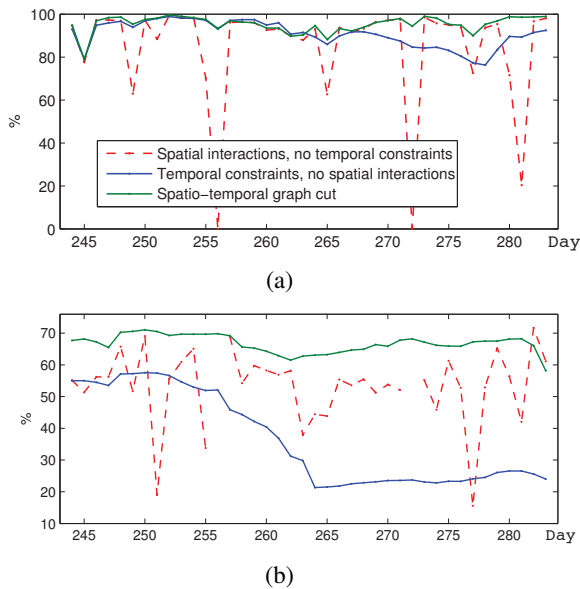 100
80
60
40
20
0
%
Spatial interactions, no temporal constraints
Temporal constraints, no spatial interactions
Spatio-temporal graph cut
245 250 255 260 265 270 275 280 Day
(a)
70
60
50
40
30
20
10
%
245 250 255 260 265 270 275 280 Day
(b)